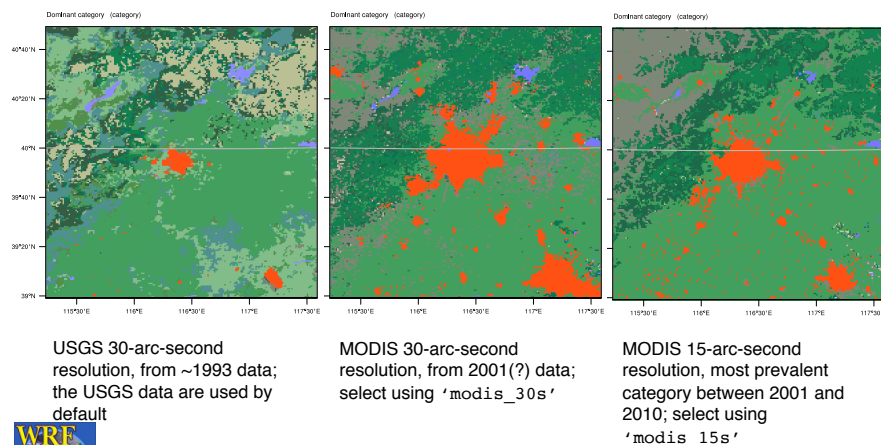 Dominant category (category)
Dominant category (category)
Dominant category (category)
40°40'N
40°20'N
40°N
39°40'N
39°20'N
39°N
115°30'E 116°E 116°30'E 117°E 117°30'E
115°30'E 116°E 116°30'E 117°E 117°30'E
115°30'E 116°E 116°30'E 117°E 117°30'E
USGS 30-arc-second
resolution, from ~1993 data;
the USGS data are used by
default
MODIS 30-arc-second
resolution, from 2001(?) data;
select using 'modis_30s'
MODIS 15-arc-second
resolution, most prevalent
category between 2001 and
2010; select using
'modis_15s'
WRF